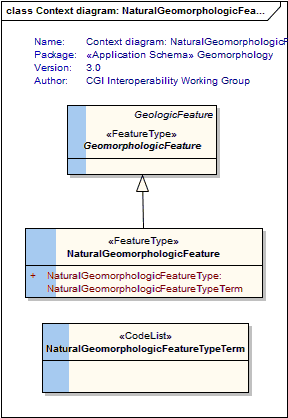 class Context diagram: NaturalGeomorphologicFea...
Name: Context diagram: NaturalGeomorphologicF
Package: «Application Schema» Geomorphology
Version: 3.0
Author: CGI Interoperability Working Group
GeologicFeature
«FeatureType»
GeomorphologicFeature
«FeatureType»
NaturalGeomorphologicFeature
+ NaturalGeomorphologicFeatureType:
NaturalGeomorphologicFeatureTypeTerm
«CodeList»
NaturalGeomorphologicFeatureTypeTerm